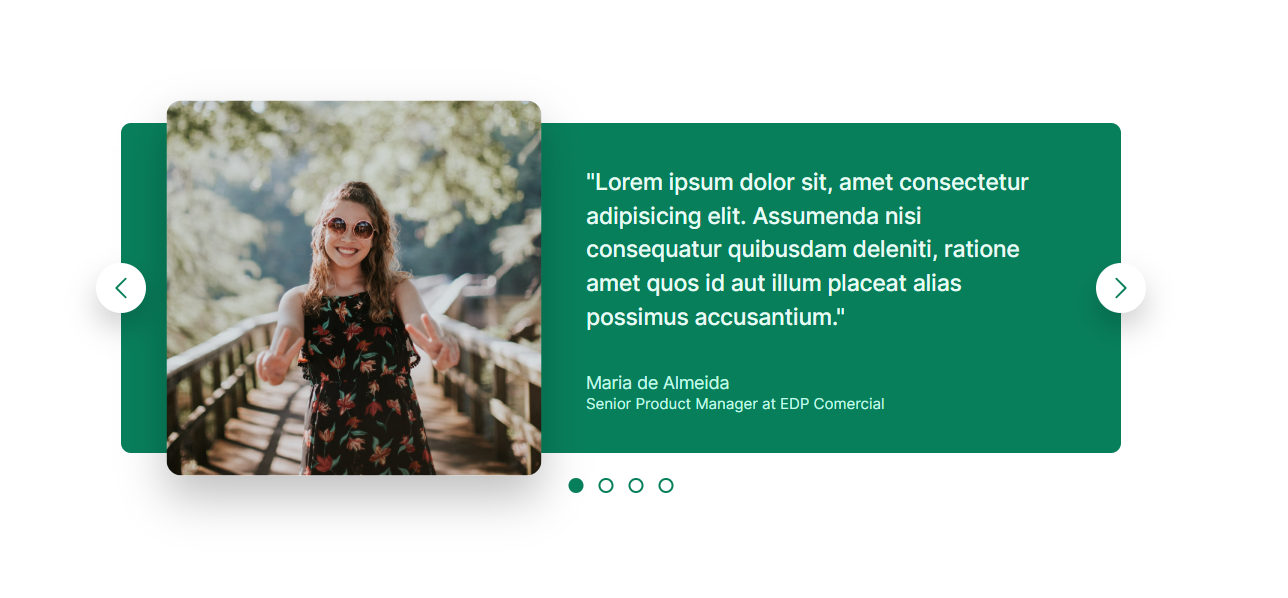 "Lorem ipsum dolor sit, amet consectetur
adipisicing elit. Assumenda nisi
consequatur quibusdam deleniti, ratione
amet quos id aut illum placeat alias
possimus accusantium."
Maria de Almeida
Senior Product Manager at EDP Comercial